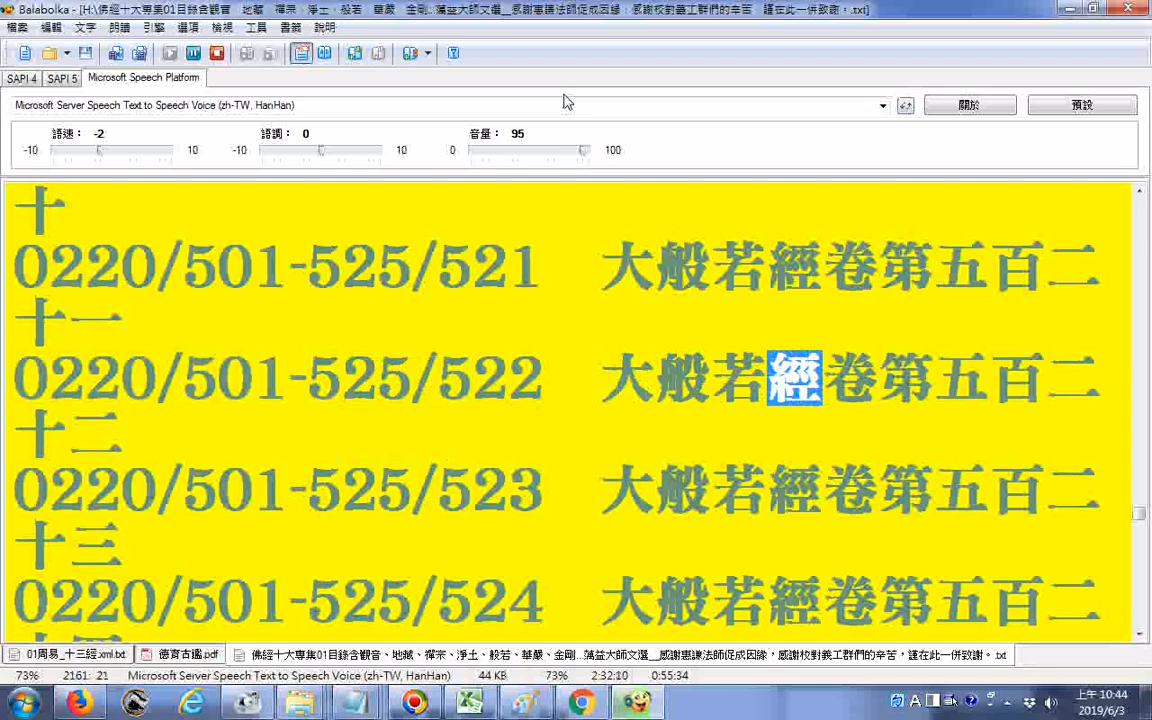 Balabolka - [H:\佛經十大專集01目錄含觀音　地藏　禪宗、淨土、般若　華嚴　金剛...蕅益大師文選__感謝惠謙法師促成因緣，感謝校對義工群們的辛苦，謹在此一併致謝。.txt]
檔案 編輯 文字 朗讀 引擎 選項 檢視 工具 書籤 說明
SAPI 4 SAPI 5 Microsoft Speech Platform
Microsoft Server Speech Text to Speech Voice (zh-TW, HanHan) 關於 預設
語速： -2 語調： 0 音量： 95
-10 10 -10 10 0 100
十
0220/501-525/521 大般若經卷第五百二
十一
0220/501-525/522 大般若經卷第五百二
十二
0220/501-525/523 大般若經卷第五百二
十三
0220/501-525/524 大般若經卷第五百二
十四
01周易_十三經.xml.txt 德育古鑑.pdf 佛經十大專集01目錄含觀音、地藏、禪宗、淨土、般若、華嚴、金剛...蕅益大師文選__感謝惠謙法師促成因緣，感謝校對義工群們的辛苦，謹在此一併致謝。.txt
73% 2161: 21 Microsoft Server Speech Text to Speech Voice (zh-TW, HanHan) 44 KB 73% 2:32:10 0:55:34
上午 10:44
2019/6/3